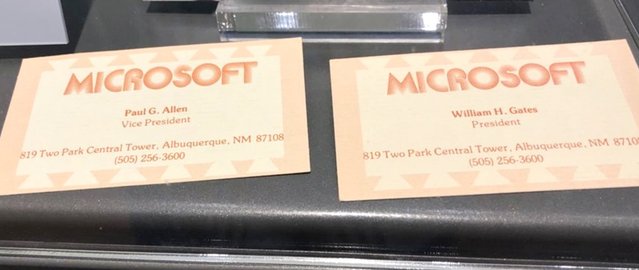 MICROSOFT
Paul G. Allen
Vice President
819 Two Park Central Tower, Albuquerque, NM 87108
(505) 256-3600
MICROSOFT
William H. Gates
President
819 Two Park Central Tower, Albuquerque, NM 8710
(505) 256-3600